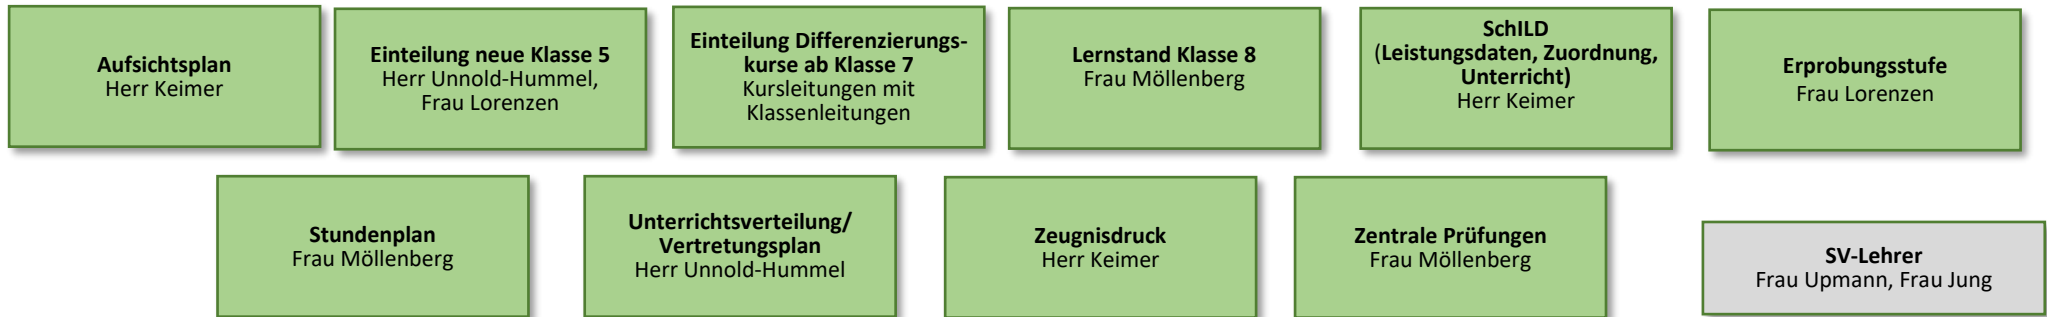 Aufsichtsplan
Herr Keimer
Einteilung neue Klasse 5
Herr Unnold-Hummel,
Frau Lorenzen
Einteilung Differenzierungs-
kurse ab Klasse 7
Kursleitungen mit
Klassenleitungen
Lernstand Klasse 8
Frau Möllenberg
SchILD
(Leistungsdaten, Zuordnung,
Unterricht)
Herr Keimer
Erprobungsstufe
Frau Lorenzen
Stundenplan
Frau Möllenberg
Unterrichtsverteilung/
Vertretungsplan
Herr Unnold-Hummel
Zeugnisdruck
Herr Keimer
Zentrale Prüfungen
Frau Möllenberg
SV-Lehrer
Frau Upmann, Frau Jung